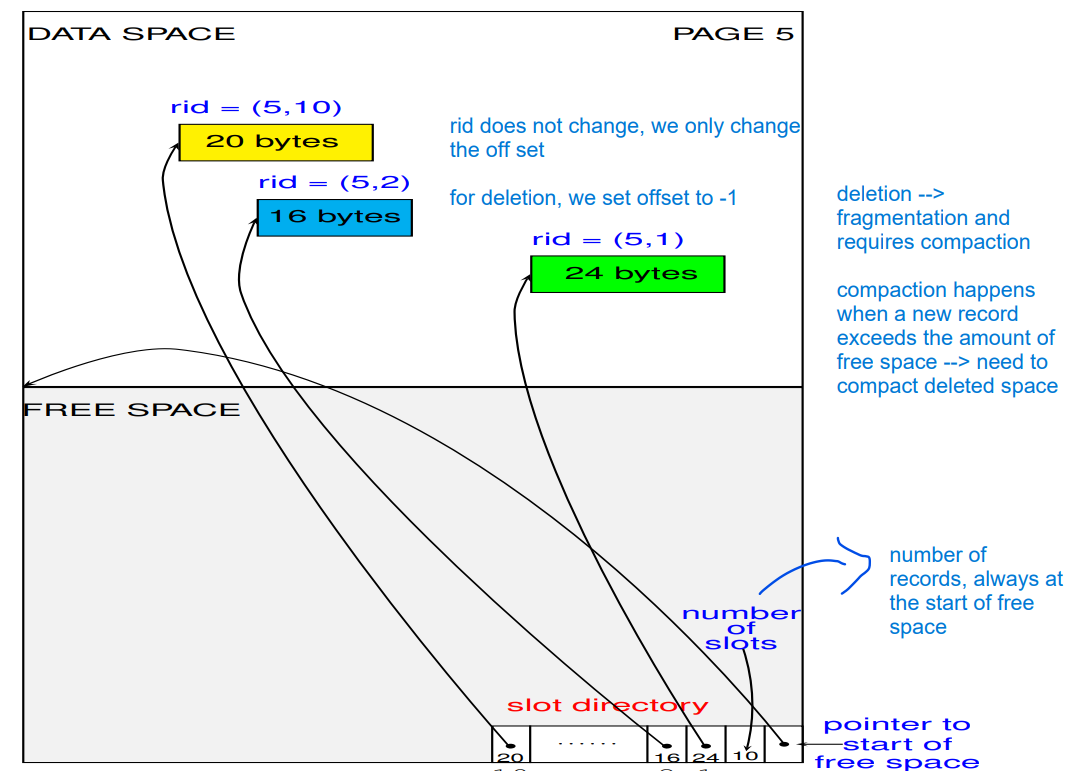 DATA SPACE PAGE 5
rid = (5,10)
20 bytes
rid = (5,2)
16 bytes
rid does not change, we only change
the off set
for deletion, we set offset to -1
rid = (5,1)
24 bytes
deletion -->
fragmentation and
requires compaction
compaction happens
when a new record
exceeds the amount of
free space --> need to
compact deleted space
FREE SPACE
number of
records, always at
the start of free
space
number
of
slots
slot directory
20 ...... 16 24 10
pointer to
start of
free space